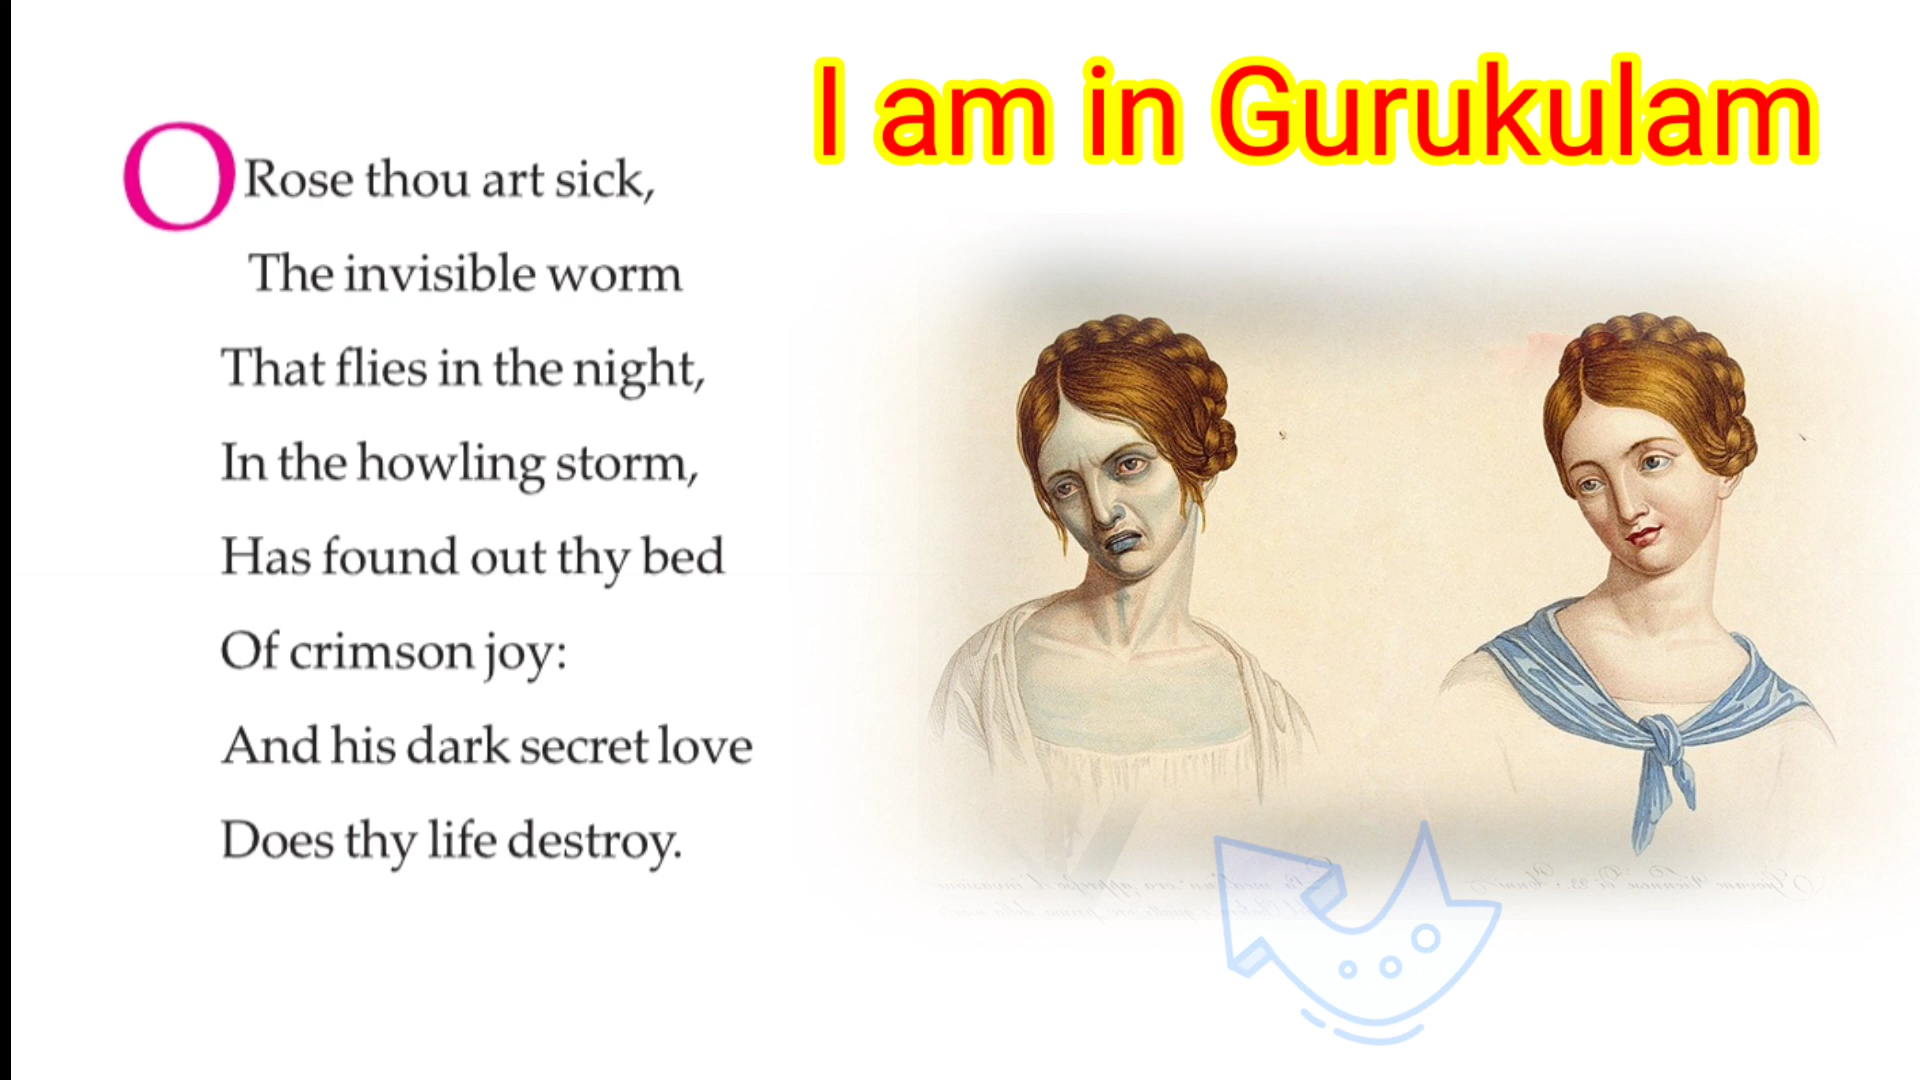 I am in Gurukulam
O Rose thou art sick,
The invisible worm
That flies in the night,
In the howling storm,
Has found out thy bed
Of crimson joy:
And his dark secret love
Does thy life destroy.